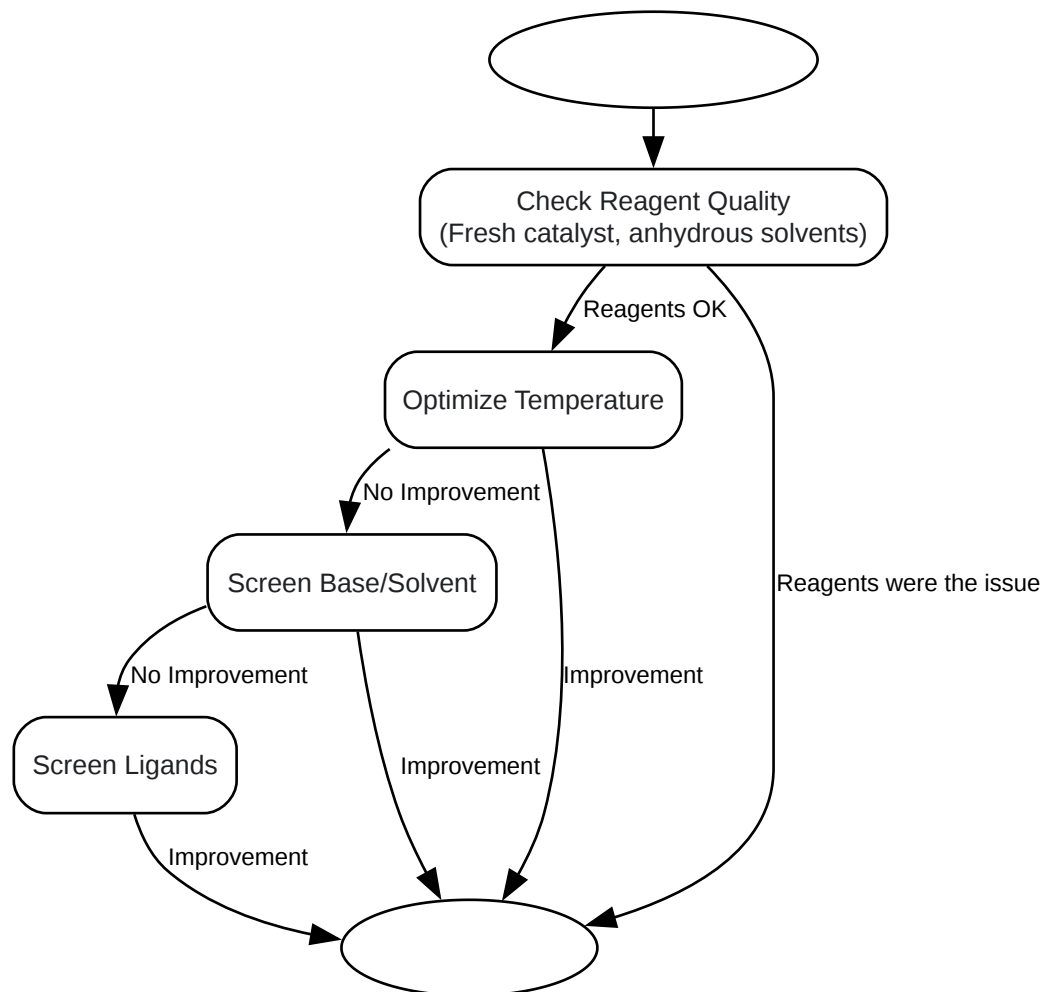 Check Reagent Quality
(Fresh catalyst, anhydrous solvents)
Reagents OK
Optimize Temperature
No Improvement
Screen Base/Solvent
Reagents were the issue
No Improvement
Improvement
Screen Ligands
Improvement
Improvement